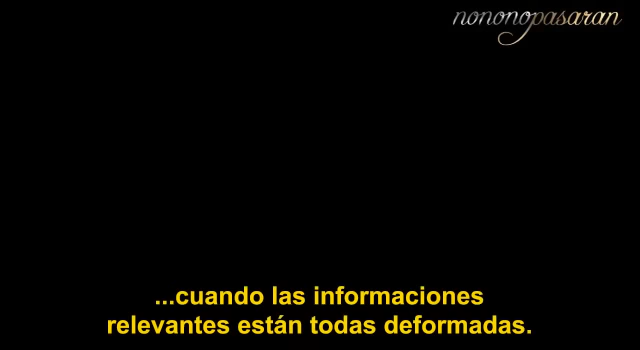 nononopasaran
...cuando las informaciones
relevantes están todas deformadas.